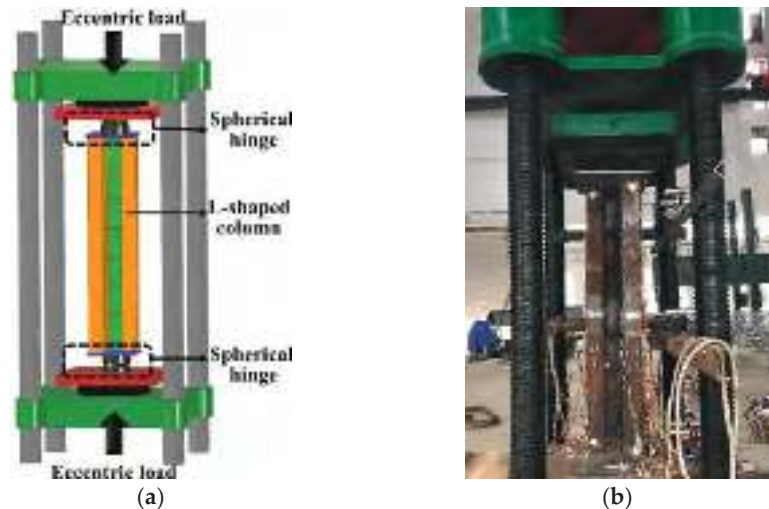 Eccentric load
Spherical
hinge
L-shaped
column
Spherical
hinge
Eccentric load
(a)
(b)